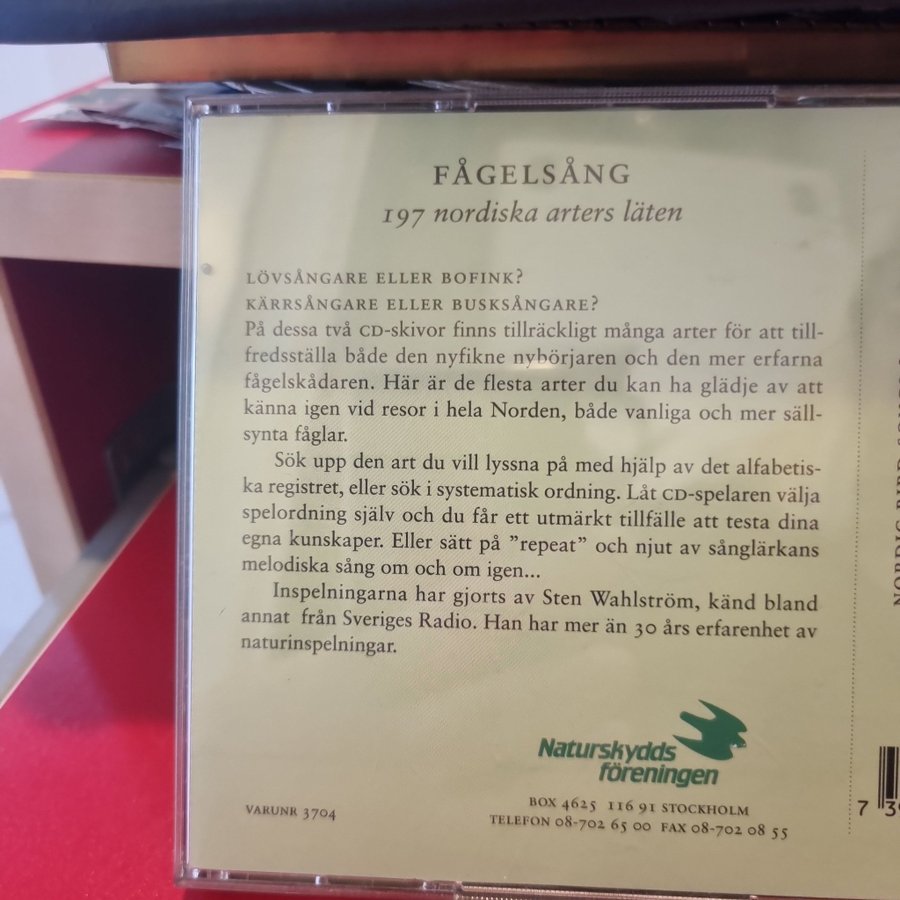 FÅGELSÅNG
197 nordiska arters läten
LÖVSÅNGARE ELLER BOFINK?
KÄRRSÅNGARE ELLER BUSKSÅNGARE?
På dessa två CD-skivor finns tillräckligt många arter för att till-
fredsställa både den nyfikne nybörjaren och den mer erfarna
fågelskådaren. Här är de flesta arter du kan ha glädje av att
känna igen vid resor i hela Norden, både vanliga och mer säll-
synta fåglar.
Sök upp den art du vill lyssna på med hjälp av det alfabetis-
ka registret, eller sök i systematisk ordning. Låt CD-spelaren välja
spelordning själv och du får ett utmärkt tillfälle att testa dina
egna kunskaper. Eller sätt på ”repeat” och njut av sånglärkans
melodiska sång om och om igen...
Inspelningarna har gjorts av Sten Wahlström, känd bland
annat från Sveriges Radio. Han har mer än 30 års erfarenhet av
naturinspelningar.
Naturskydds
föreningen
VARUNR 3704
BOX 4625 116 91 STOCKHOLM
TELEFON 08-702 65 00 FAX 08-702 08 55
NORDIC BIRD
7